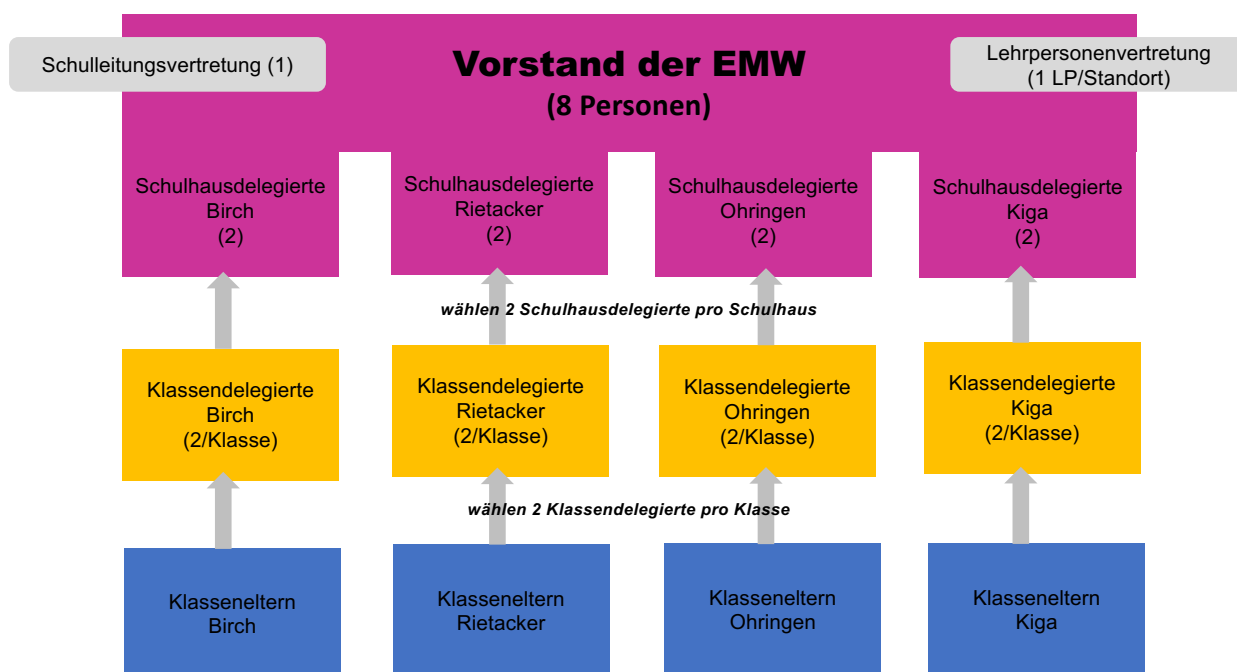 Vorstand der EMW
(8 Personen)
Schulleitungsvertretung (1)
Lehrpersonenvertretung
(1 LP/Standort)
Schulhausdelegierte
Birch
(2)
Schulhausdelegierte
Rietacker
(2)
Schulhausdelegierte
Ohringen
(2)
Schulhausdelegierte
Kiga
(2)
wählen 2 Schulhausdelegierte pro Schulhaus
Klassendelegierte
Birch
(2/Klasse)
Klassendelegierte
Rietacker
(2/Klasse)
Klassendelegierte
Ohringen
(2/Klasse)
Klassendelegierte
Kiga
(2/Klasse)
wählen 2 Klassendelegierte pro Klasse
Klasseneltern
Birch
Klasseneltern
Rietacker
Klasseneltern
Ohringen
Klasseneltern
Kiga